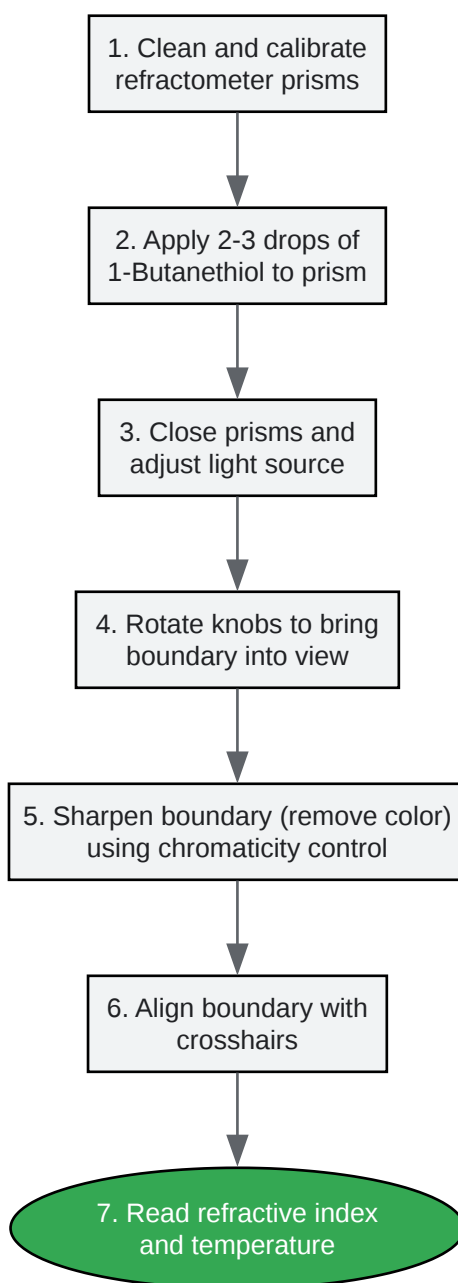 1. Clean and calibrate
refractometer prisms
2. Apply 2-3 drops of
1-Butanethiol to prism
3. Close prisms and
adjust light source
4. Rotate knobs to bring
boundary into view
5. Sharpen boundary (remove color)
using chromaticity control
6. Align boundary with
crosshairs
7. Read refractive index
and temperature